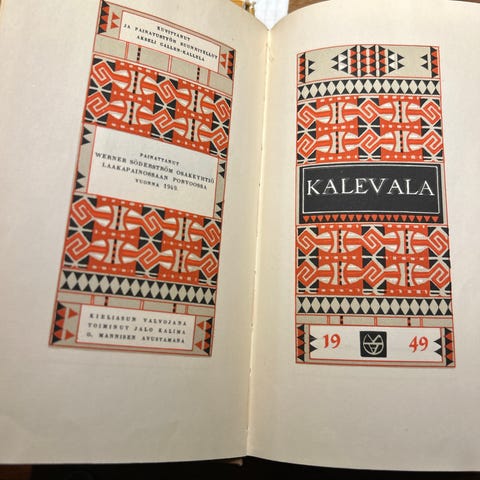 KUVITTANUT
JA PAINATUSTYÖN SUUNNITELLUT
AKSELI GALLEN-KALLELA
PAINATTANUT
WERNER SÖDERSTRÖM OSAKEYHTIÖ
LAAKAPAINOSSAAN PORVOOSSA
VUONNA 1949.
KIELIASUN VALVOJANA
TOIMINUT JALO KALIMA
O. MANNISEN AVUSTAMANA
KALEVALA
19 49